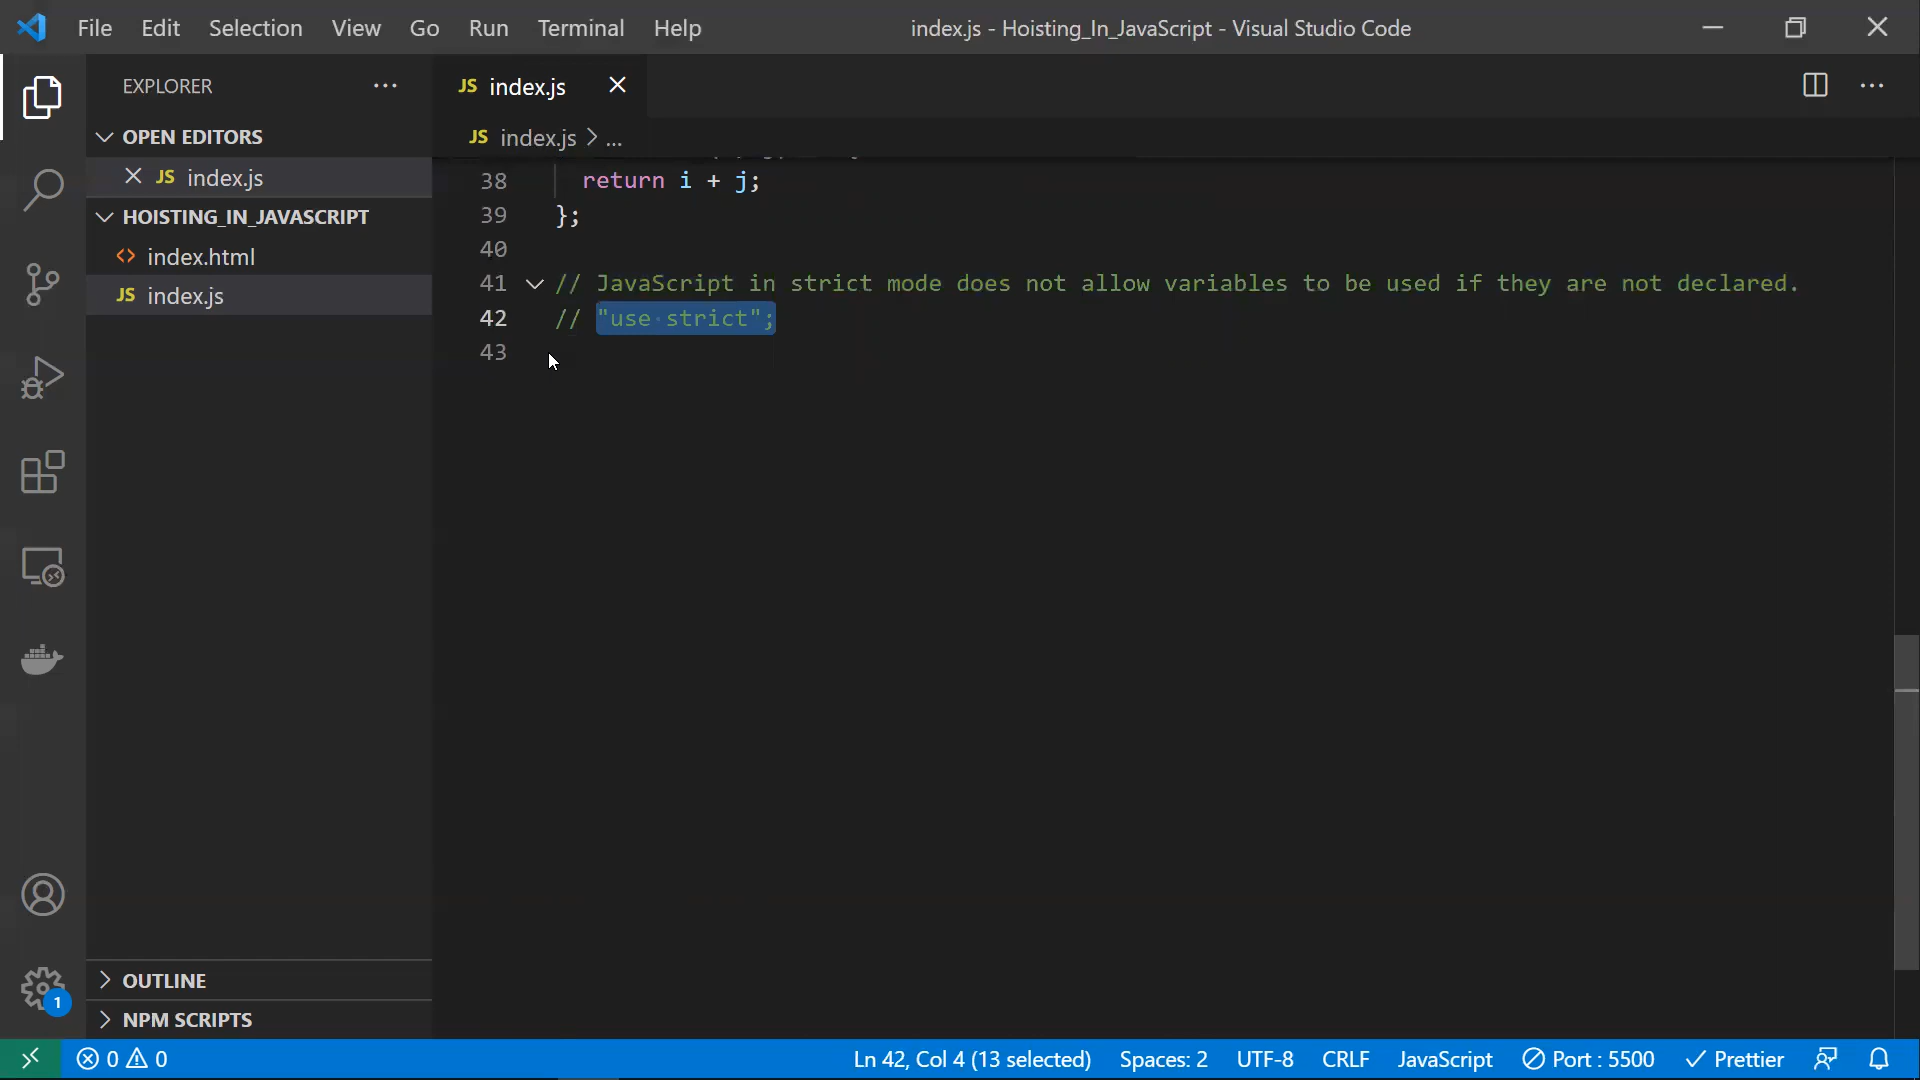 File Edit Selection View Go Run Terminal Help
index.js - Hoisting_In_JavaScript - Visual Studio Code
EXPLORER
JS index.js
OPEN EDITORS
JS index.js > ...
JS index.js
HOISTING_IN_JAVASCRIPT
<> index.html
JS index.js
38 return i + j;
39 };
40
41 // JavaScript in strict mode does not allow variables to be used if they are not declared.
42 // "use strict";
43
OUTLINE
NPM SCRIPTS
1
0 0
Ln 42, Col 4 (13 selected) Spaces: 2 UTF-8 CRLF JavaScript Port : 5500 Prettier